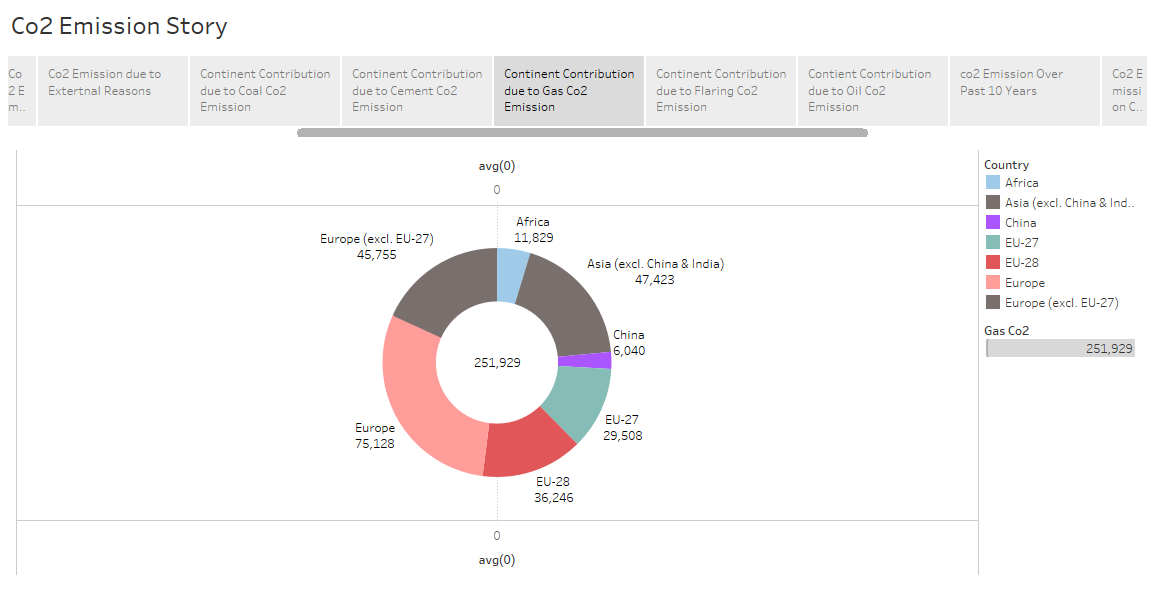 Co2 Emission Story
Co
2 E
m..
Co2 Emission due to
Extertnal Reasons
Continent Contribution
due to Coal Co2
Emission
Continent Contribution
due to Cement Co2
Emission
Continent Contribution
due to Gas Co2
Emission
Continent Contribution
due to Flaring Co2
Emission
Contient Contribution
due to Oil Co2
Emission
co2 Emission Over
Past 10 Years
Co2 E
missi
on C..
avg(0)
0
Africa
11,829
Europe (excl. EU-27)
45,755
Asia (excl. China & India)
47,423
China
6,040
251,929
EU-27
29,508
Europe
75,128
EU-28
36,246
0
avg(0)
Country
Africa
Asia (excl. China & Ind..
China
EU-27
EU-28
Europe
Europe (excl. EU-27)
Gas Co2
251,929